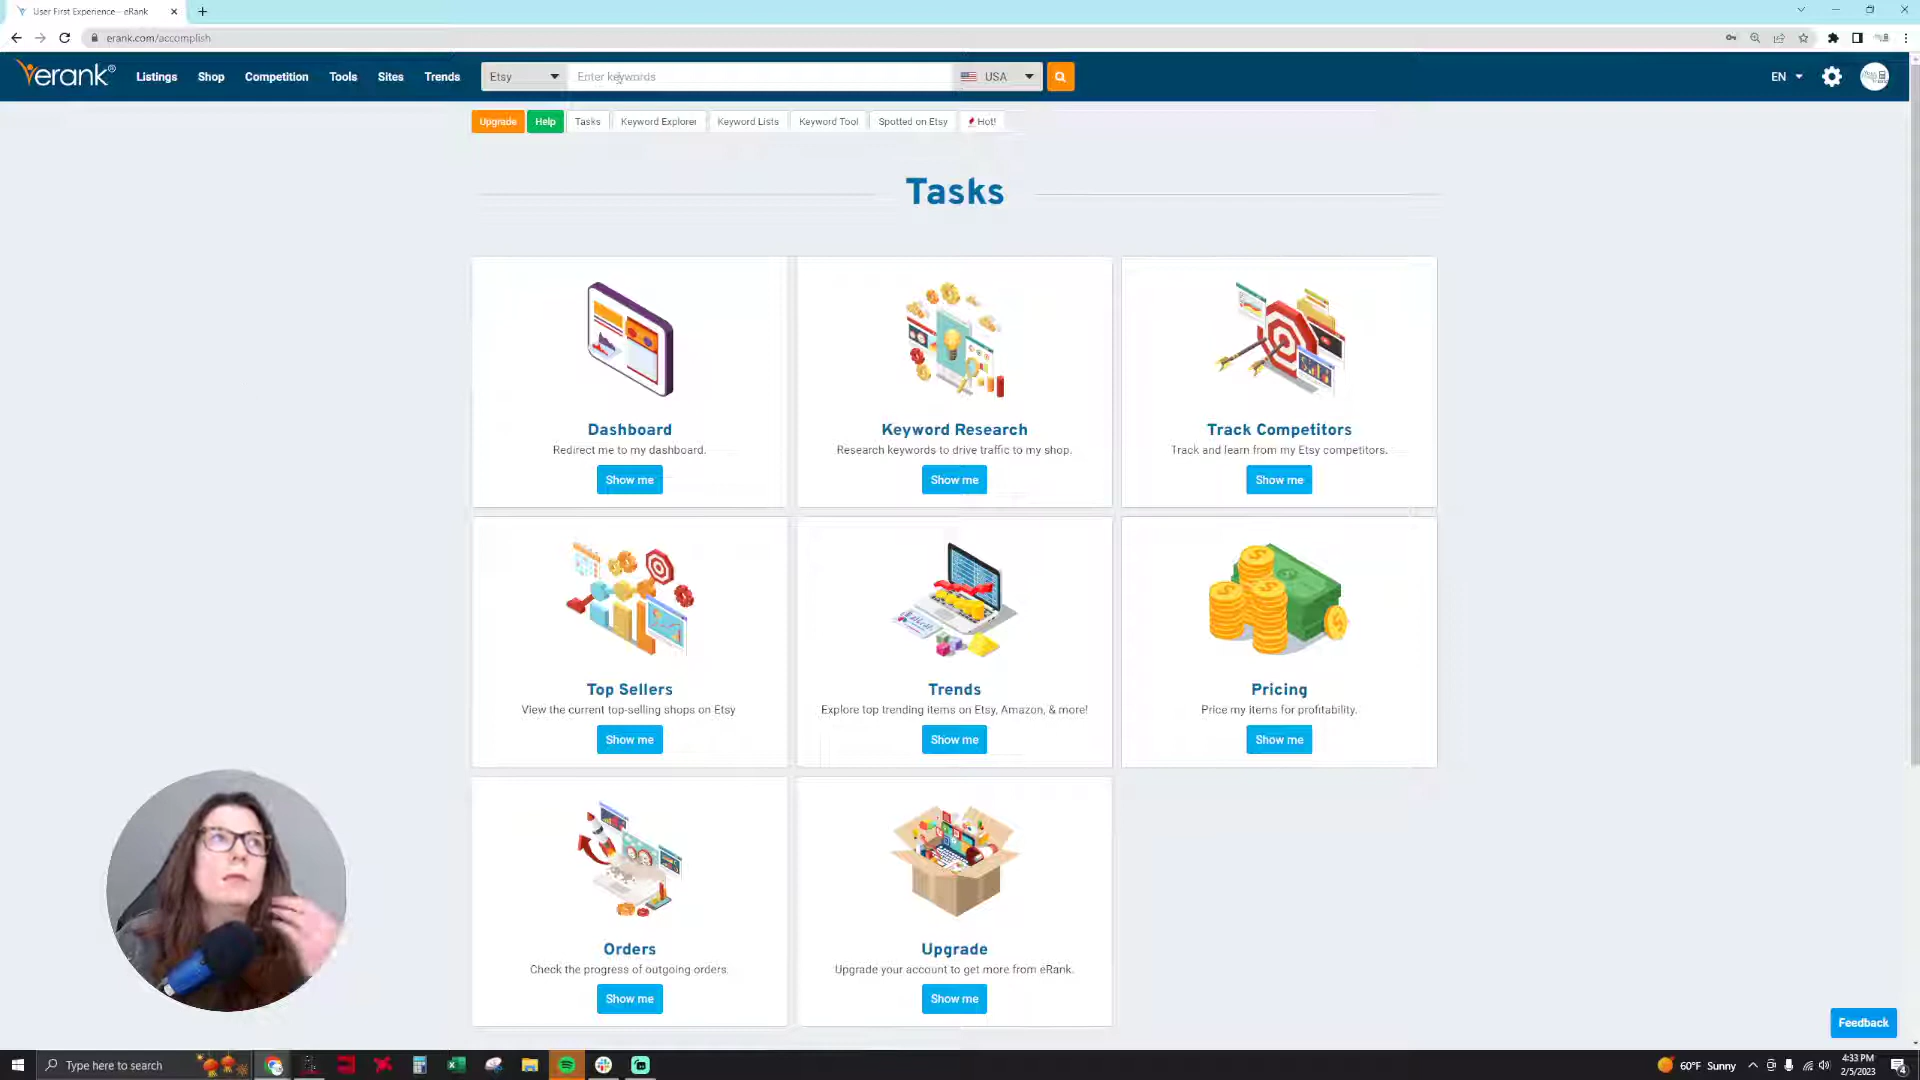 User First Experience – eRank
erank.com/accomplish
erank®
Listings
Shop
Competition
Tools
Sites
Trends
Etsy
Enter keywords
USA
EN
Upgrade
Help
Tasks
Keyword Explorer
Keyword Lists
Keyword Tool
Spotted on Etsy
Hot!
Tasks
Dashboard
Redirect me to my dashboard.
Show me
Keyword Research
Research keywords to drive traffic to my shop.
Show me
Track Competitors
Track and learn from my Etsy competitors.
Show me
Top Sellers
View the current top-selling shops on Etsy
Show me
Trends
Explore top trending items on Etsy, Amazon, & more!
Show me
Pricing
Price my items for profitability.
Show me
Orders
Check the progress of outgoing orders.
Show me
Upgrade
Upgrade your account to get more from eRank.
Show me
Feedback
Type here to search
60°F Sunny
4:33 PM
2/5/2023
4